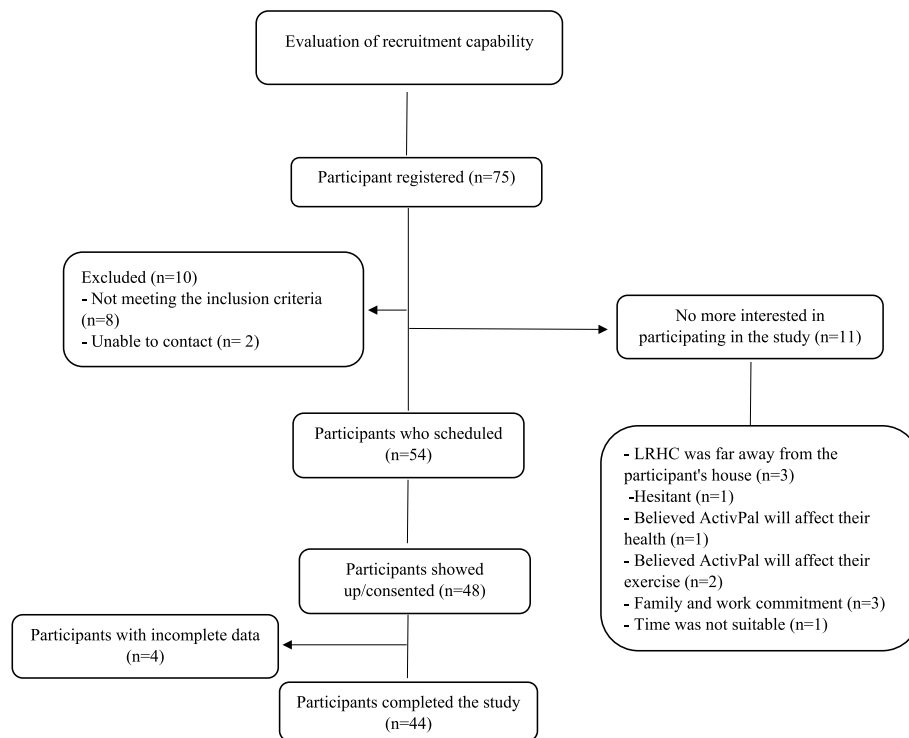 Evaluation of recruitment capability
Participant registered (n=75)
Excluded (n=10)
- Not meeting the inclusion criteria
(n=8)
- Unable to contact (n= 2)
No more interested in
participating in the study (n=11)
- LRHC was far away from the
participant's house (n=3)
-Hesitant (n=1)
- Believed ActivPal will affect their
health (n=1)
- Believed ActivPal will affect their
exercise (n=2)
- Family and work commitment (n=3)
- Time was not suitable (n=1)
Participants who scheduled
(n=54)
Participants showed
up/consented (n=48)
Participants with incomplete data
(n=4)
Participants completed the study
(n=44)